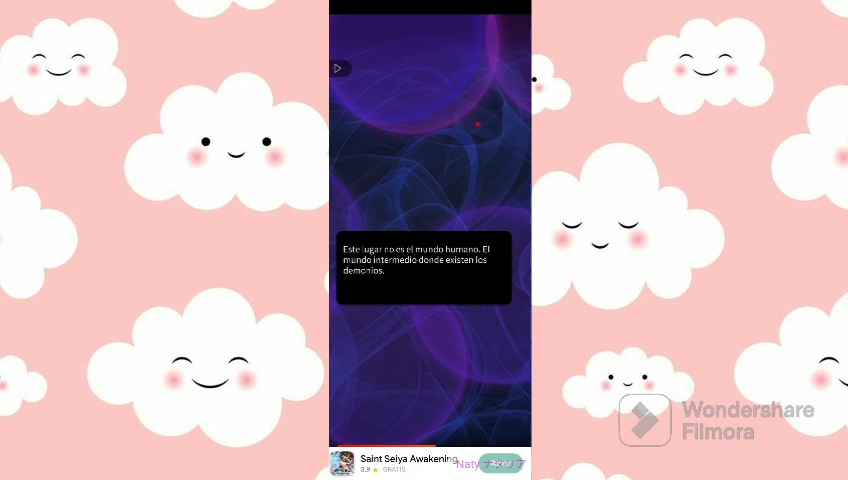 Este lugar no es el mundo humano. El
mundo intermedio donde existen los
demonios.
Wondershare
Filmora
Saint Seiya Awakening
3.9 ★ GRATIS
Naty